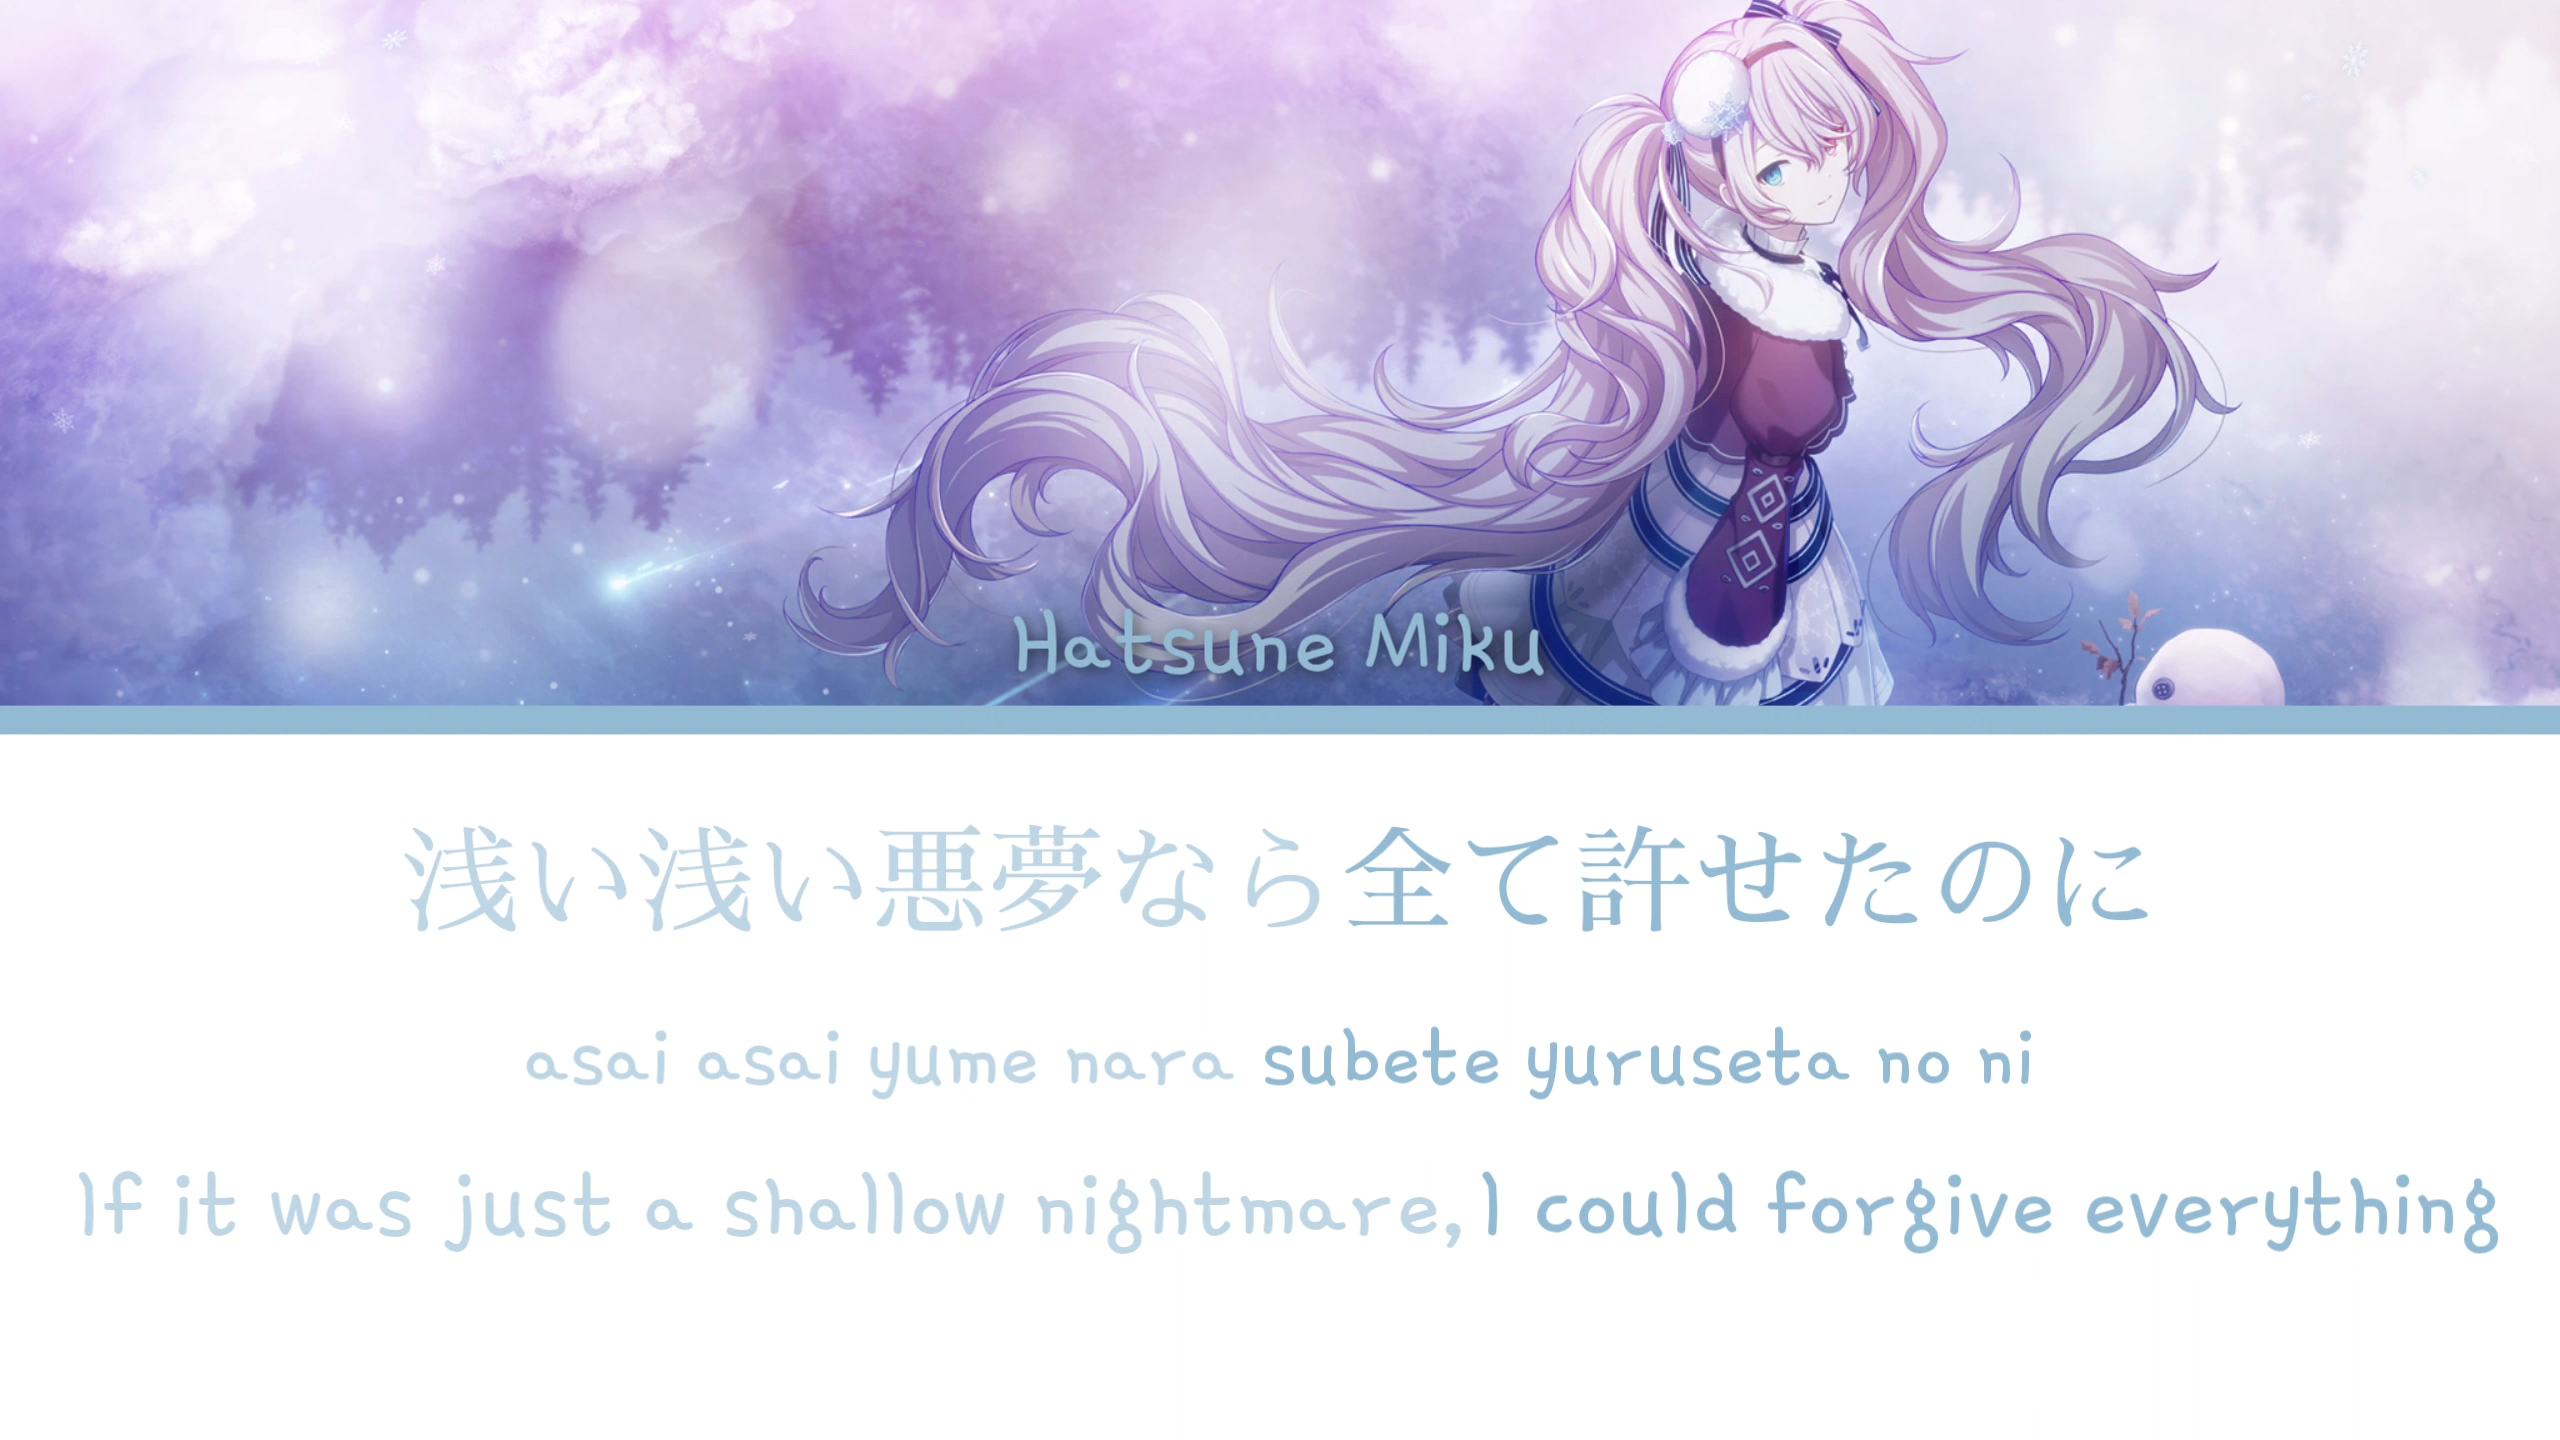 Hatsune Miku
浅い浅い悪夢なら全て許せたのに
asai asai yume nara subete yuruseta no ni
If it was just a shallow nightmare, I could forgive everything